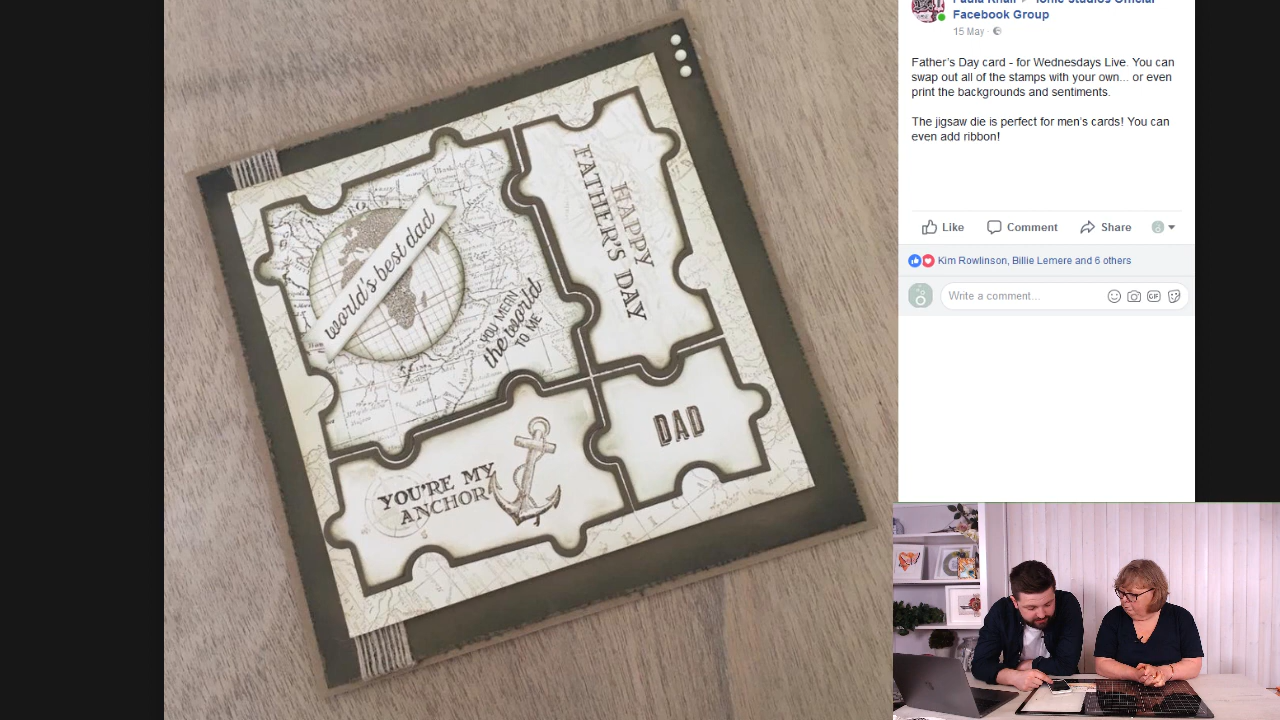 Facebook Group
15 May
Father's Day card - for Wednesdays Live. You can
swap out all of the stamps with your own... or even
print the backgrounds and sentiments.
The jigsaw die is perfect for men's cards! You can
even add ribbon!
Like Comment Share
Kim Rowlinson, Billie Lemere and 6 others
Write a comment...
GIF
world's best dad
YOU MEAN
the world
TO ME
HAPPY
FATHER'S DAY
YOU'RE MY
ANCHOR
DAD